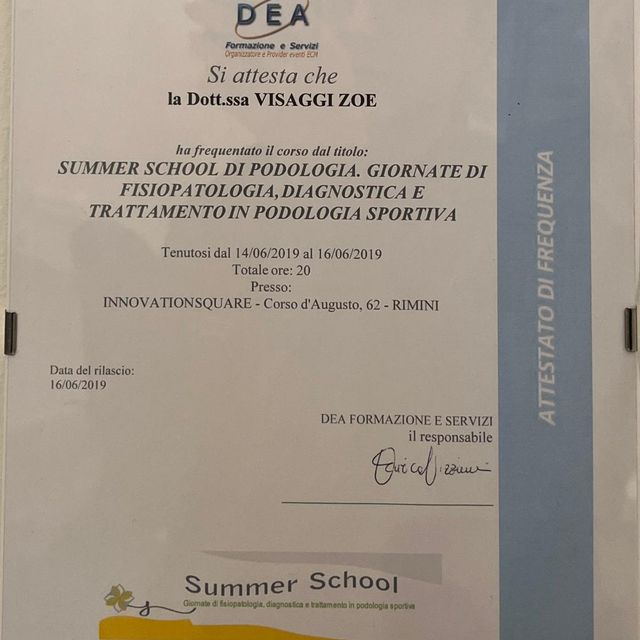 DEA
Formazione e Servizi
Organizzatore e Provider eventi ECM
Si attesta che
la Dott.ssa VISAGGI ZOE
ha frequentato il corso dal titolo:
SUMMER SCHOOL DI PODOLOGIA. GIORNATE DI
FISIOPATOLOGIA,DIAGNOSTICA E
TRATTAMENTO IN PODOLOGIA SPORTIVA
Tenutosi dal 14/06/2019 al 16/06/2019
Totale ore: 20
Presso:
INNOVATIONSQUARE - Corso d'Augusto, 62 - RIMINI
Data del rilascio:
16/06/2019
DEA FORMAZIONE E SERVIZI
il responsabile
Summer School
Giornate di fisiopatologia, diagnostica e trattamento in podologia sportiva
ATTESTATO DI FREQUENZA